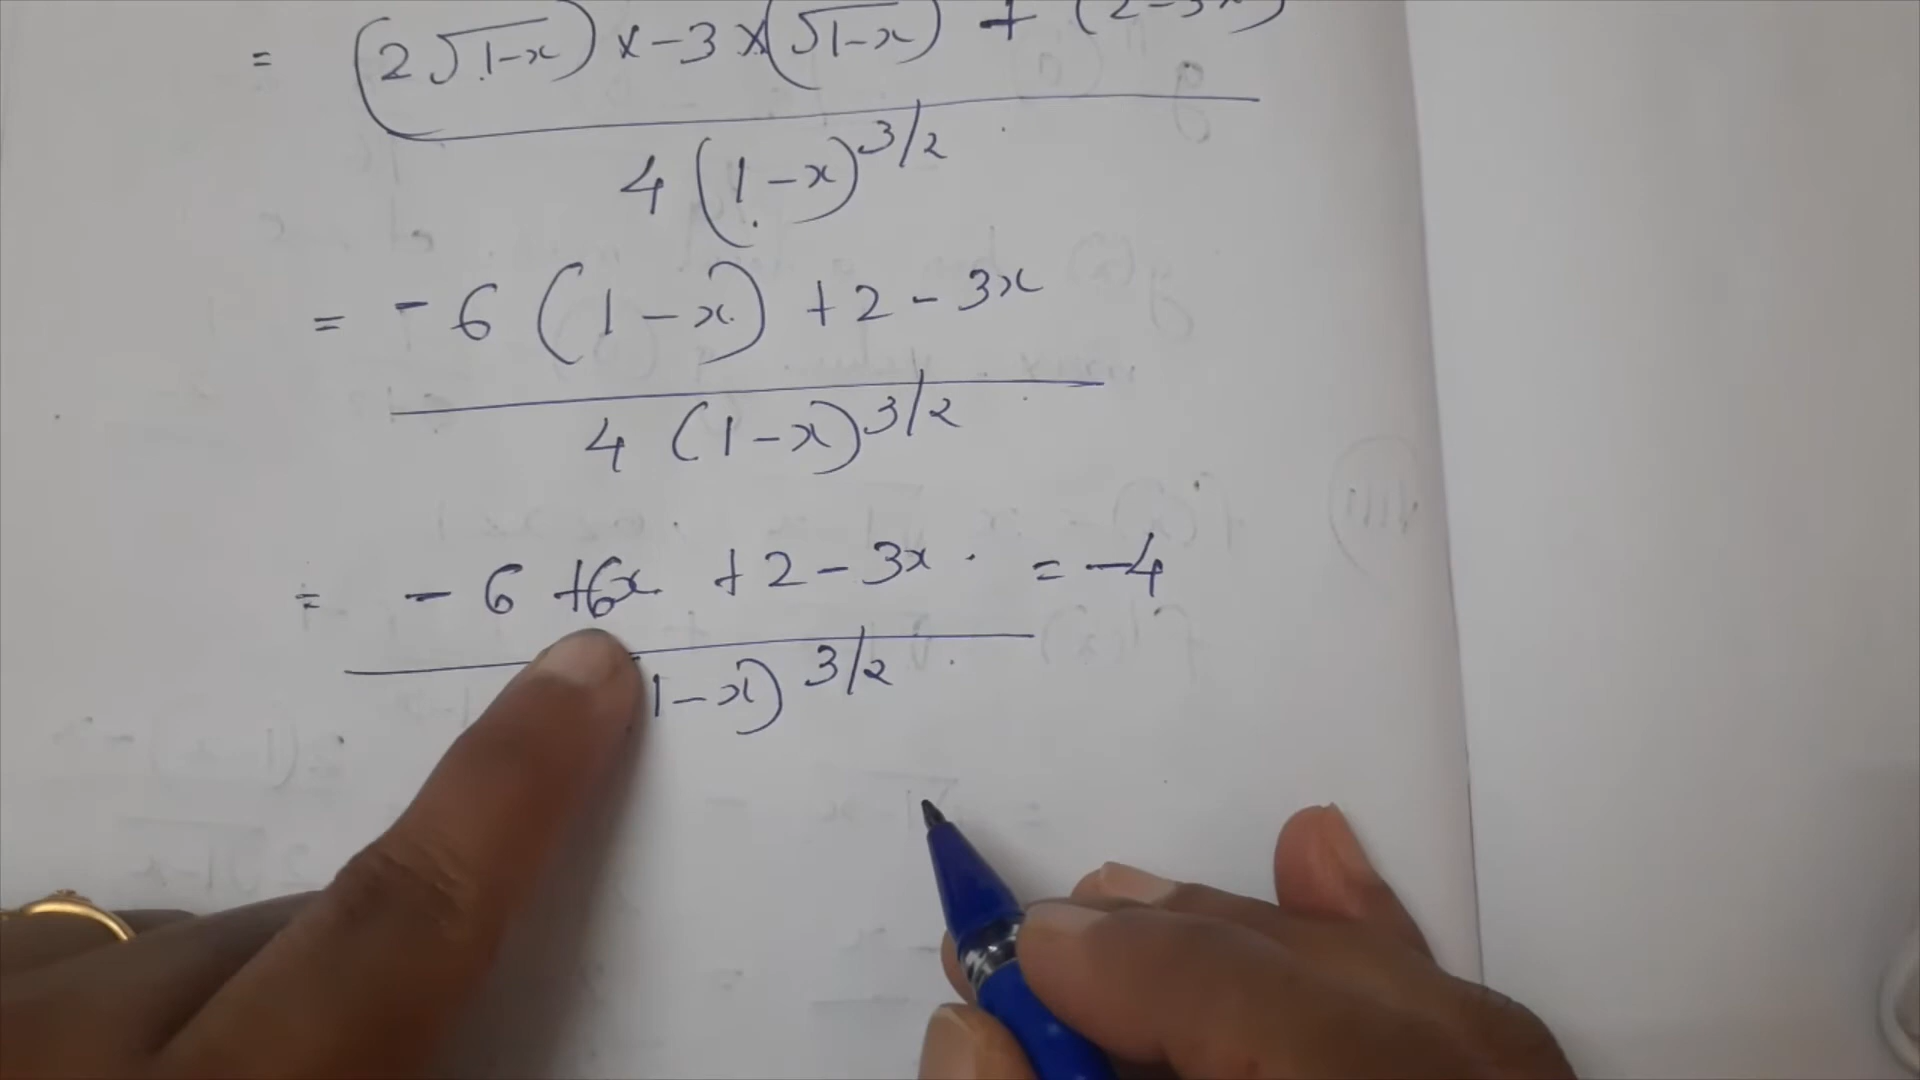 = (2√1-x) x -3 x (√1-x) + (2-3x)
4 (1-x)^3/2
= -6 (1-x) +2 - 3x
4 (1-x)^3/2
= -6 +6x +2 - 3x = -4
1-x) 3/2